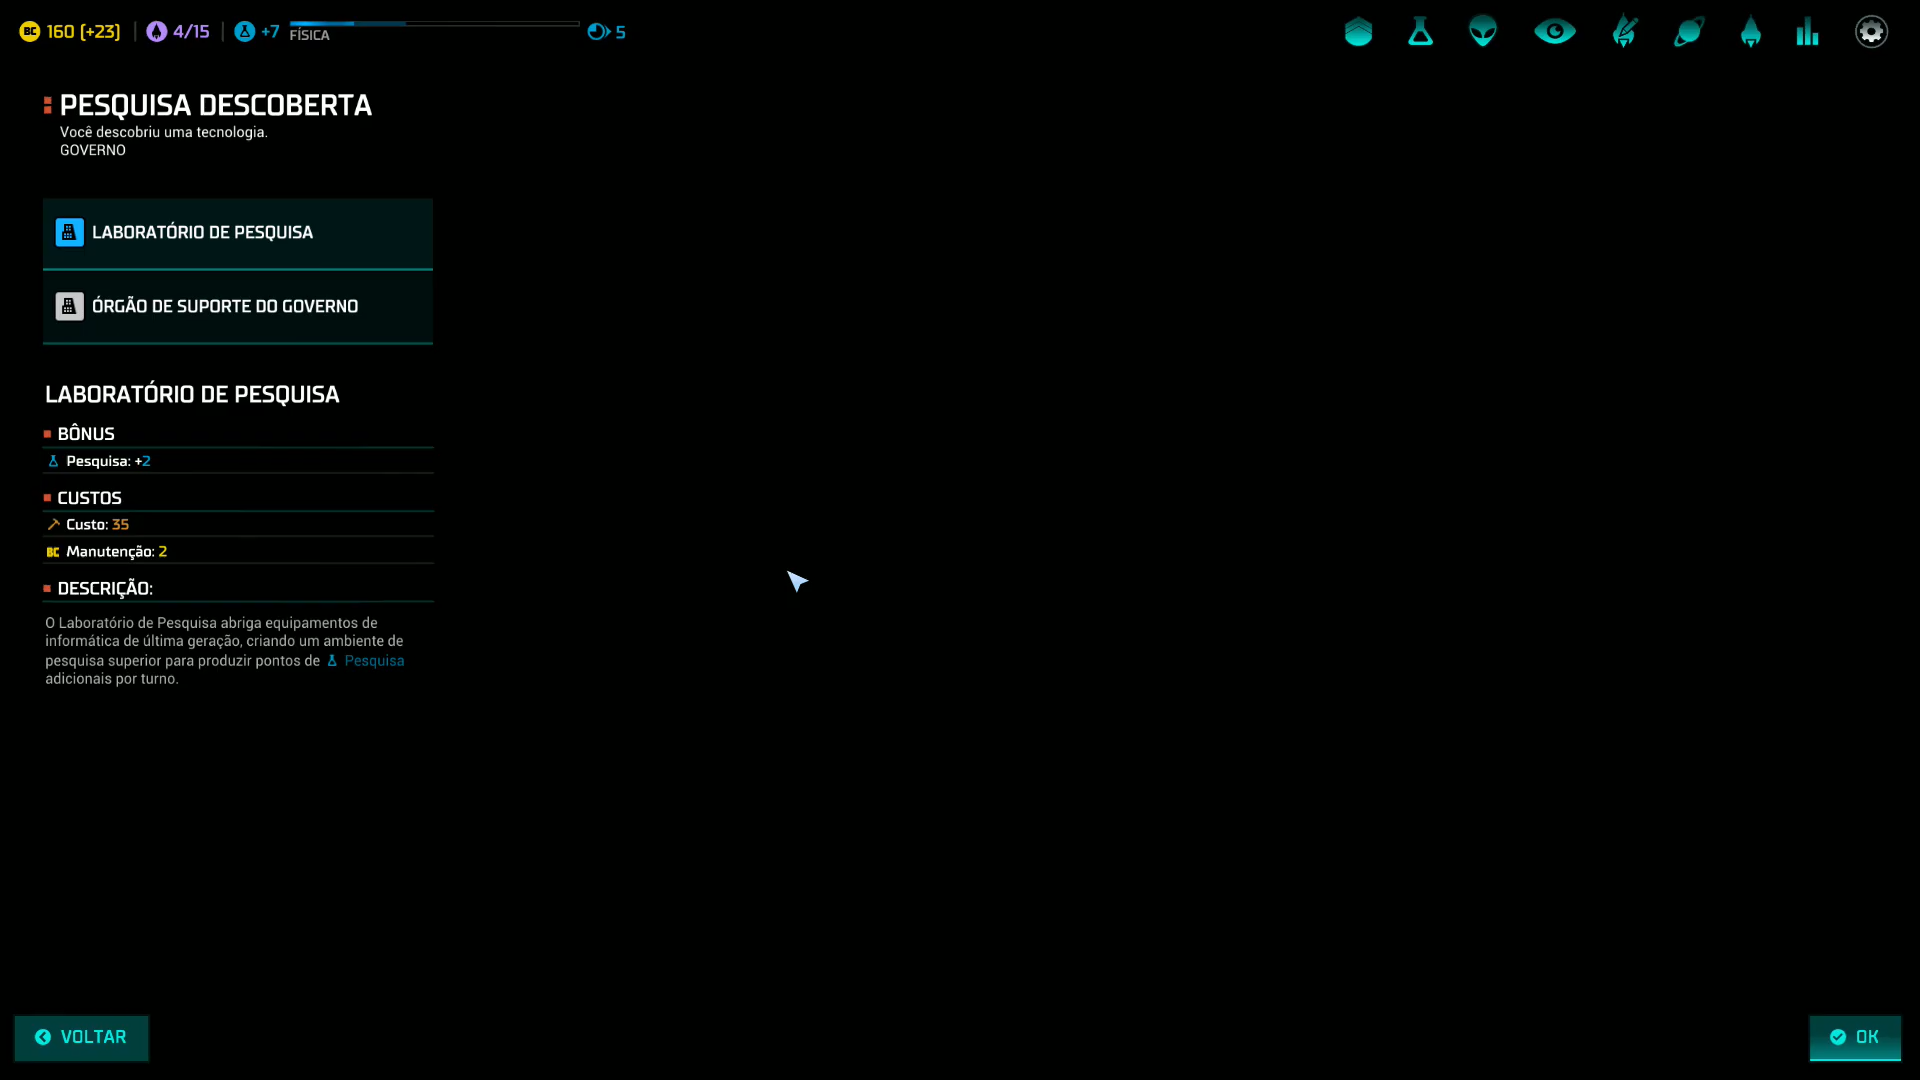 BC 160 (+23) 4/15 +7 FÍSICA 5
PESQUISA DESCOBERTA
Você descobriu uma tecnologia.
GOVERNO
LABORATÓRIO DE PESQUISA
ÓRGÃO DE SUPORTE DO GOVERNO
LABORATÓRIO DE PESQUISA
BÔNUS
Pesquisa: +2
CUSTOS
Custo: 35
BC Manutenção: 2
DESCRIÇÃO:
O Laboratório de Pesquisa abriga equipamentos de
informática de última geração, criando um ambiente de
pesquisa superior para produzir pontos de Pesquisa
adicionais por turno.
VOLTAR
OK